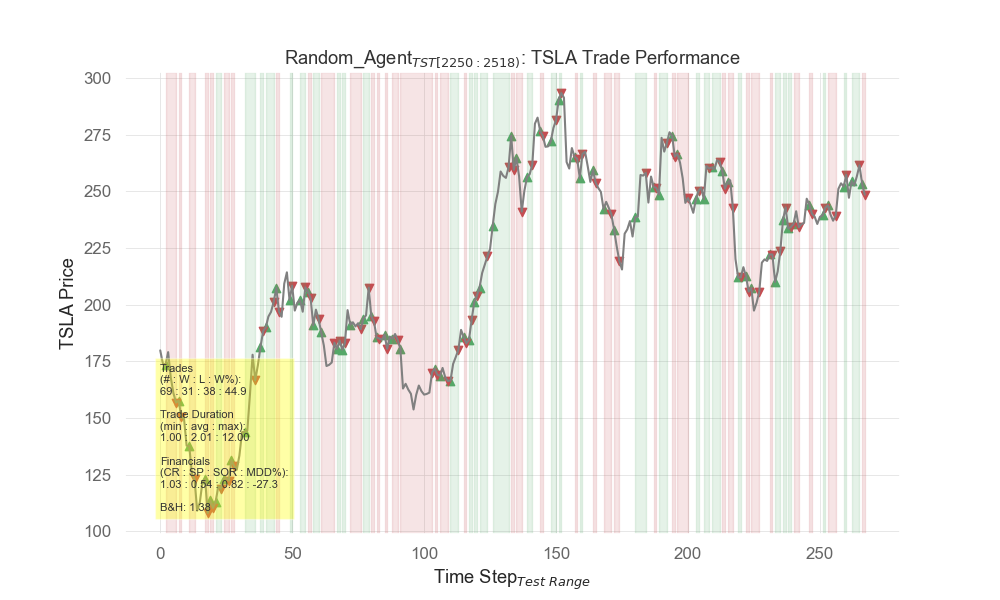 Random_Agent_TST[2250:2518): TSLA Trade Performance
300
275
250
225
200
175
150
125
100
TSLA Price
Trades
(# : W : L : W%):
69 : 31 : 38 : 44.9
Trade Duration
(min : avg : max):
1.00 : 2.01 : 12.00
Financials
(CR : SP : SOR : MDD%):
1.03 : 0.54 : 0.82 : -27.3
B&H: 1.38
0 50 100 150 200 250
Time Step Test Range